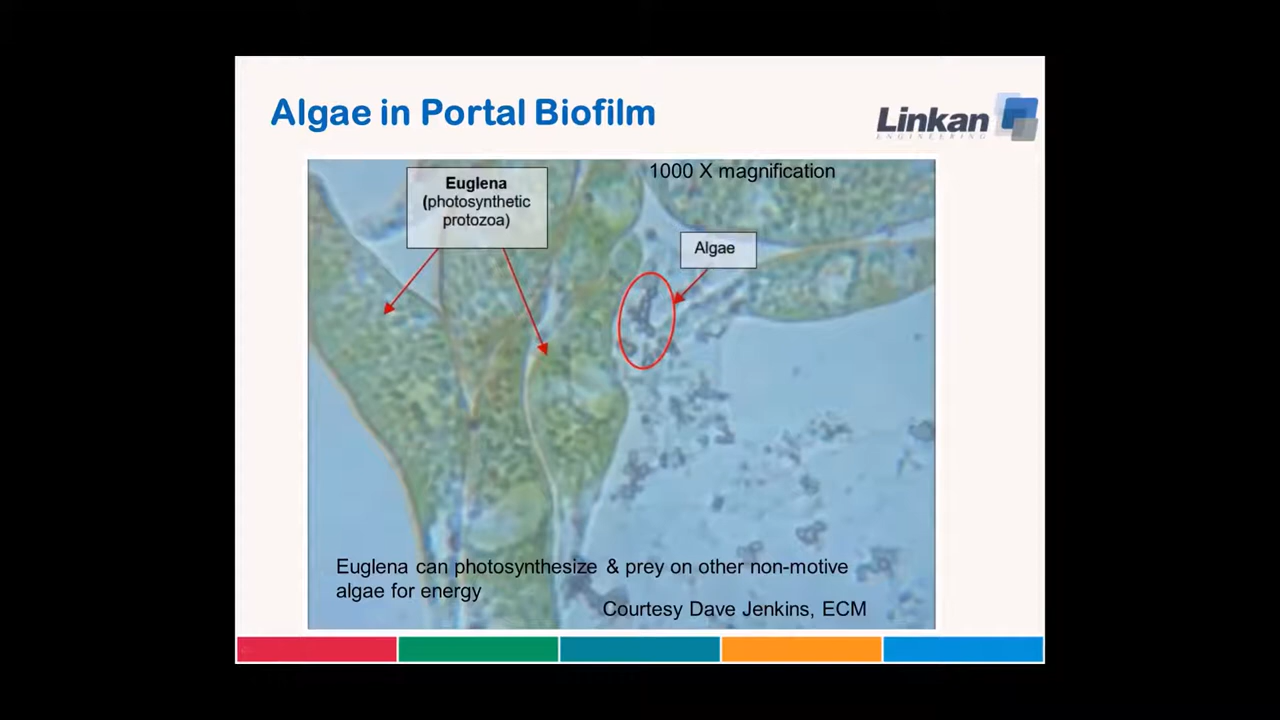 Algae in Portal Biofilm
Linkan
ENGINEERING
1000 X magnification
Euglena
(photosynthetic
protozoa)
Algae
Euglena can photosynthesize & prey on other non-motive
algae for energy
Courtesy Dave Jenkins, ECM